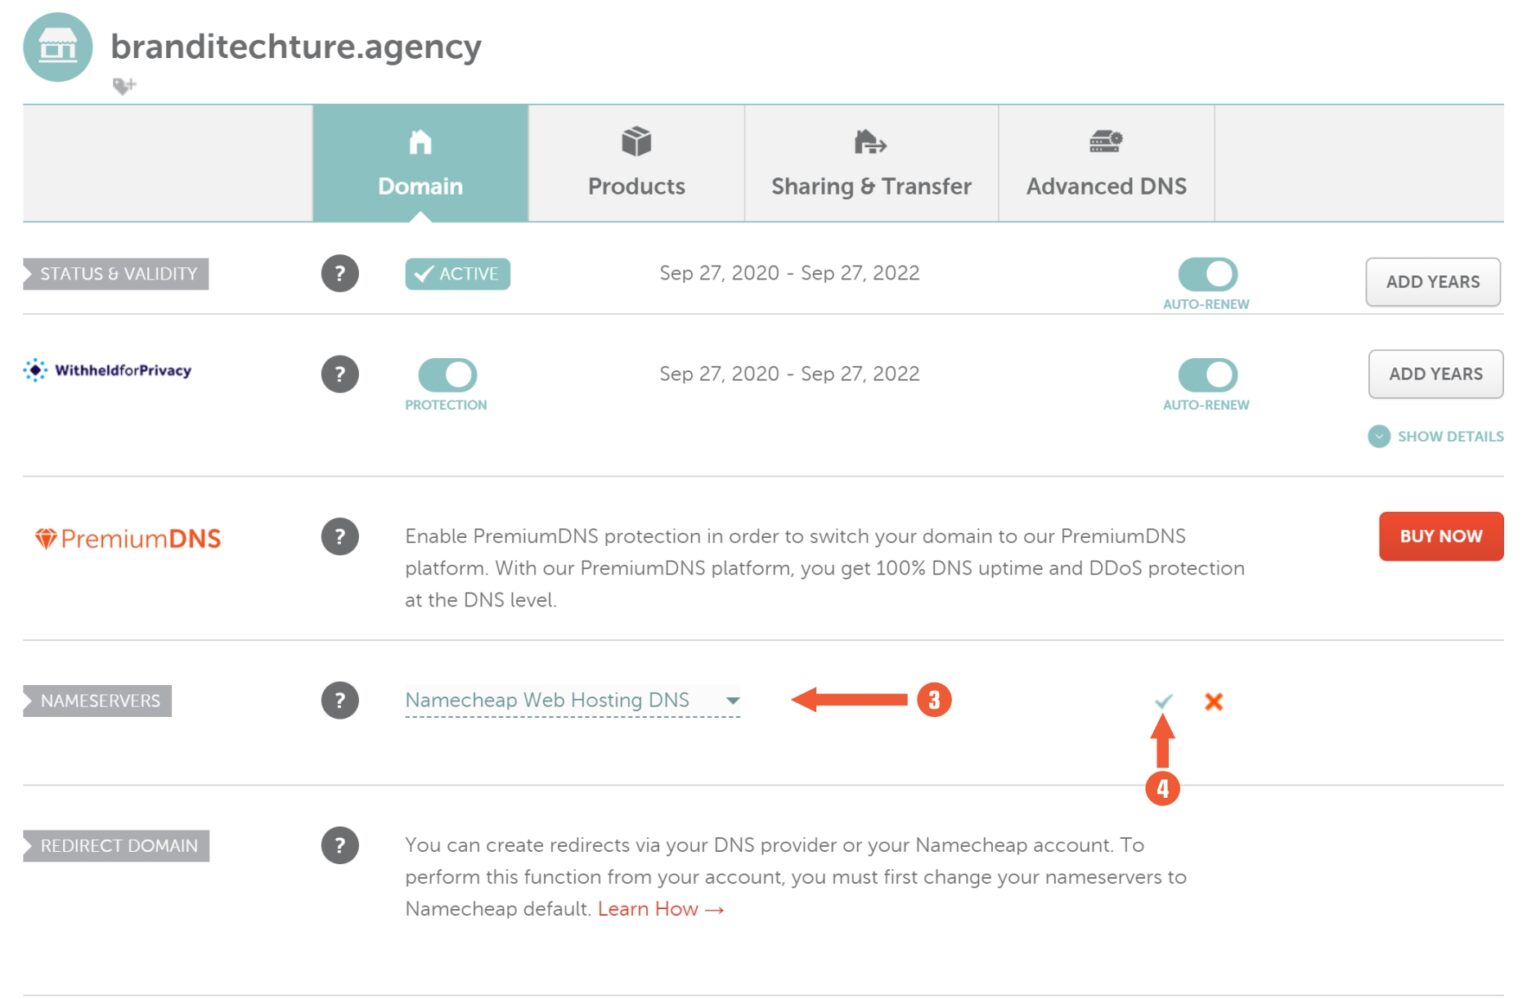 branditechture.agency
Domain
Products
Sharing & Transfer
Advanced DNS
STATUS & VALIDITY
?
ACTIVE
Sep 27, 2020 - Sep 27, 2022
AUTO-RENEW
ADD YEARS
WithheldforPrivacy
?
PROTECTION
Sep 27, 2020 - Sep 27, 2022
AUTO-RENEW
ADD YEARS
SHOW DETAILS
PremiumDNS
?
Enable PremiumDNS protection in order to switch your domain to our PremiumDNS
platform. With our PremiumDNS platform, you get 100% DNS uptime and DDoS protection
at the DNS level.
BUY NOW
NAMESERVERS
?
Namecheap Web Hosting DNS
3
4
REDIRECT DOMAIN
?
You can create redirects via your DNS provider or your Namecheap account. To
perform this function from your account, you must first change your nameservers to
Namecheap default. Learn How →